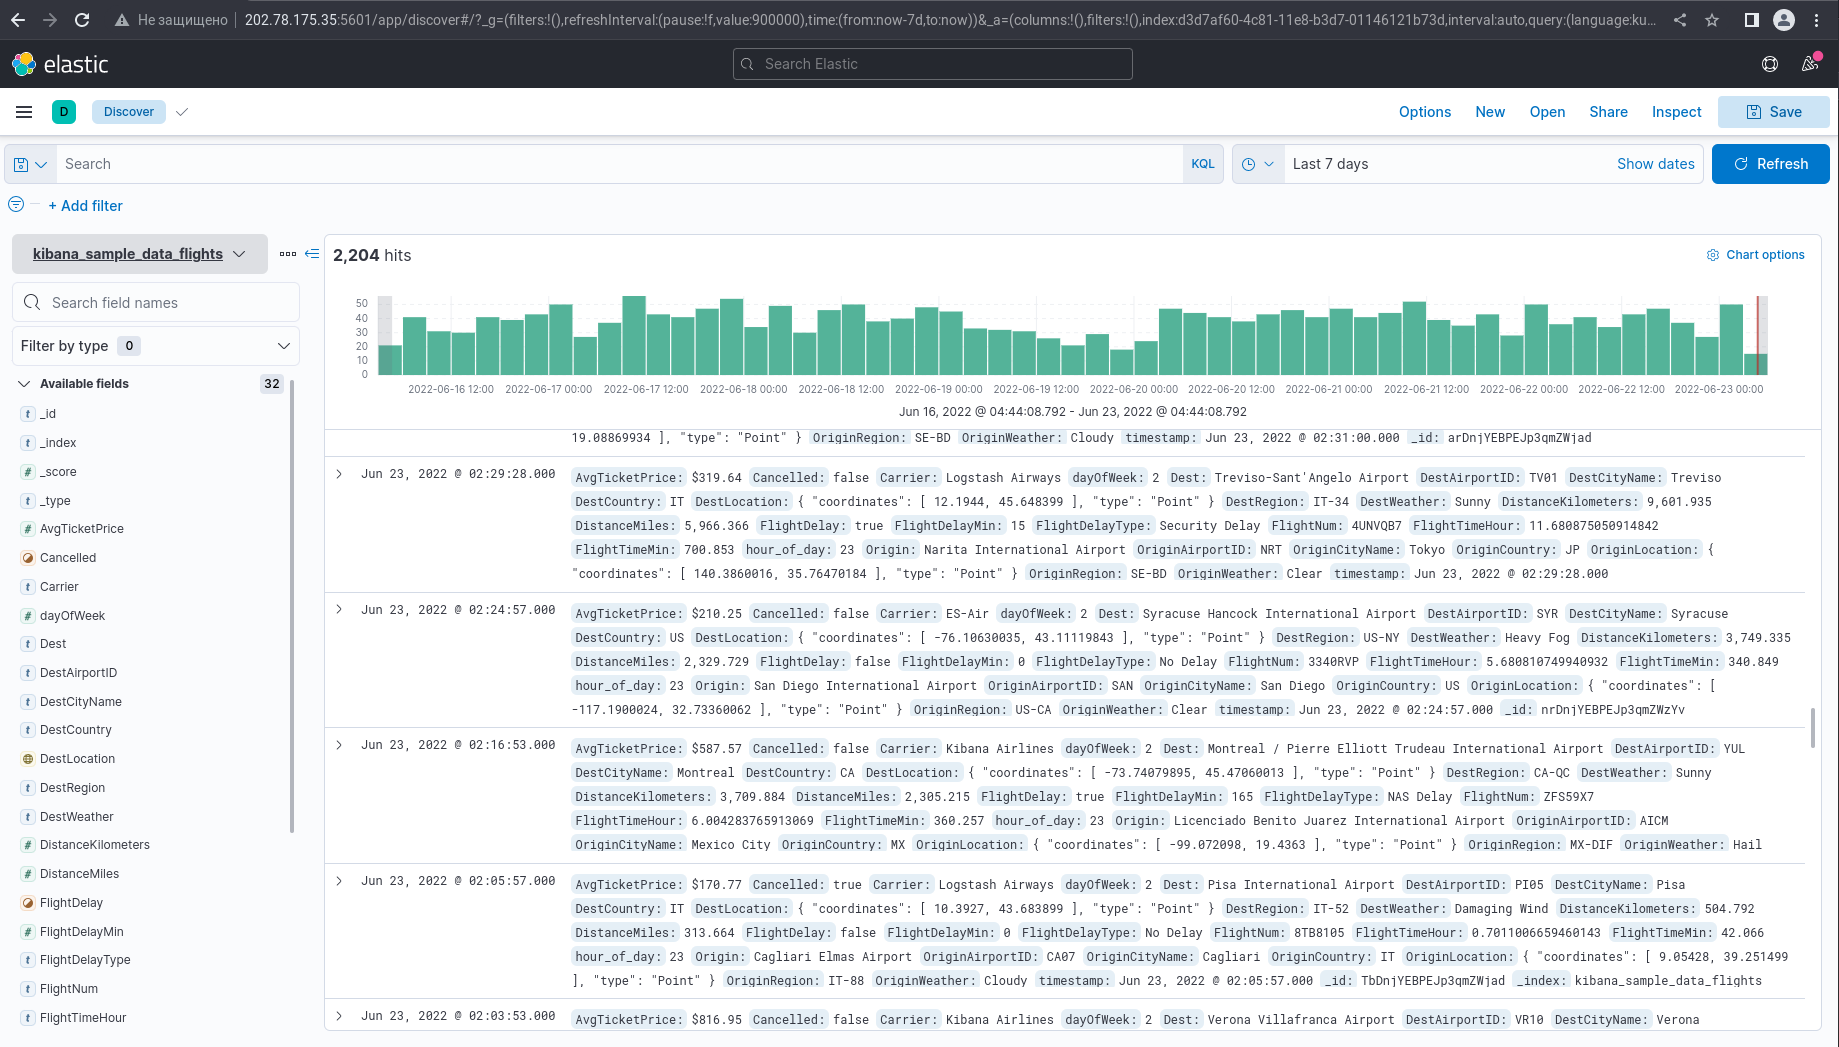 Не защищено 202.78.175.35:5601/app/discover#/?_g=(filters:!(),refreshInterval:(pause:!f,value:900000),time:(from:now-7d,to:now))&_a=(columns:!(),filters:!(),index:d3d7af60-4c81-11e8-b3d7-01146121b73d,interval:auto,query:(language:ku...
elastic
Search Elastic
D Discover Options New Open Share Inspect Save
Search KQL Last 7 days Show dates Refresh
+ Add filter
kibana_sample_data_flights
Search field names
Filter by type 0
Available fields 32
t _id
t _index
# _score
t _type
# AvgTicketPrice
Cancelled
t Carrier
# dayOfWeek
t Dest
t DestAirportID
t DestCityName
t DestCountry
DestLocation
t DestRegion
t DestWeather
# DistanceKilometers
# DistanceMiles
FlightDelay
# FlightDelayMin
t FlightDelayType
t FlightNum
t FlightTimeHour
2,204 hits
Chart options
50
40
30
20
10
0
2022-06-16 12:00 2022-06-17 00:00 2022-06-17 12:00 2022-06-18 00:00 2022-06-18 12:00 2022-06-19 00:00 2022-06-19 12:00 2022-06-20 00:00 2022-06-20 12:00 2022-06-21 00:00 2022-06-21 12:00 2022-06-22 00:00 2022-06-22 12:00 2022-06-23 00:00
Jun 16, 2022 @ 04:44:08.792 - Jun 23, 2022 @ 04:44:08.792
19.08869934 ], "type": "Point" } OriginRegion: SE-BD OriginWeather: Cloudy timestamp: Jun 23, 2022 @ 02:31:00.000 _id: arDnjYEBPEJp3qmZWjad
Jun 23, 2022 @ 02:29:28.000 AvgTicketPrice: $319.64 Cancelled: false Carrier: Logstash Airways dayOfWeek: 2 Dest: Treviso-Sant'Angelo Airport DestAirportID: TV01 DestCityName: Treviso
DestCountry: IT DestLocation: { "coordinates": [ 12.1944, 45.648399 ], "type": "Point" } DestRegion: IT-34 DestWeather: Sunny DistanceKilometers: 9,601.935
DistanceMiles: 5,966.366 FlightDelay: true FlightDelayMin: 15 FlightDelayType: Security Delay FlightNum: 4UNVQB7 FlightTimeHour: 11.680875050914842
FlightTimeMin: 700.853 hour_of_day: 23 Origin: Narita International Airport OriginAirportID: NRT OriginCityName: Tokyo OriginCountry: JP OriginLocation: {
"coordinates": [ 140.3860016, 35.76470184 ], "type": "Point" } OriginRegion: SE-BD OriginWeather: Clear timestamp: Jun 23, 2022 @ 02:29:28.000
Jun 23, 2022 @ 02:24:57.000 AvgTicketPrice: $210.25 Cancelled: false Carrier: ES-Air dayOfWeek: 2 Dest: Syracuse Hancock International Airport DestAirportID: SYR DestCityName: Syracuse
DestCountry: US DestLocation: { "coordinates": [ -76.10630035, 43.11119843 ], "type": "Point" } DestRegion: US-NY DestWeather: Heavy Fog DistanceKilometers: 3,749.335
DistanceMiles: 2,329.729 FlightDelay: false FlightDelayMin: 0 FlightDelayType: No Delay FlightNum: 3340RVP FlightTimeHour: 5.680810749940932 FlightTimeMin: 340.849
hour_of_day: 23 Origin: San Diego International Airport OriginAirportID: SAN OriginCityName: San Diego OriginCountry: US OriginLocation: { "coordinates": [
-117.1900024, 32.73360062 ], "type": "Point" } OriginRegion: US-CA OriginWeather: Clear timestamp: Jun 23, 2022 @ 02:24:57.000 _id: nrDnjYEBPEJp3qmZWzYv
Jun 23, 2022 @ 02:16:53.000 AvgTicketPrice: $587.57 Cancelled: false Carrier: Kibana Airlines dayOfWeek: 2 Dest: Montreal / Pierre Elliott Trudeau International Airport DestAirportID: YUL
DestCityName: Montreal DestCountry: CA DestLocation: { "coordinates": [ -73.74079895, 45.47060013 ], "type": "Point" } DestRegion: CA-QC DestWeather: Sunny
DistanceKilometers: 3,709.884 DistanceMiles: 2,305.215 FlightDelay: true FlightDelayMin: 165 FlightDelayType: NAS Delay FlightNum: ZFS59X7
FlightTimeHour: 6.004283765913069 FlightTimeMin: 360.257 hour_of_day: 23 Origin: Licenciado Benito Juarez International Airport OriginAirportID: AICM
OriginCityName: Mexico City OriginCountry: MX OriginLocation: { "coordinates": [ -99.072098, 19.4363 ], "type": "Point" } OriginRegion: MX-DIF OriginWeather: Hail
Jun 23, 2022 @ 02:05:57.000 AvgTicketPrice: $170.77 Cancelled: true Carrier: Logstash Airways dayOfWeek: 2 Dest: Pisa International Airport DestAirportID: PI05 DestCityName: Pisa
DestCountry: IT DestLocation: { "coordinates": [ 10.3927, 43.683899 ], "type": "Point" } DestRegion: IT-52 DestWeather: Damaging Wind DistanceKilometers: 504.792
DistanceMiles: 313.664 FlightDelay: false FlightDelayMin: 0 FlightDelayType: No Delay FlightNum: 8TB8105 FlightTimeHour: 0.7011006659460143 FlightTimeMin: 42.066
hour_of_day: 23 Origin: Cagliari Elmas Airport OriginAirportID: CA07 OriginCityName: Cagliari OriginCountry: IT OriginLocation: { "coordinates": [ 9.05428, 39.251499
], "type": "Point" } OriginRegion: IT-88 OriginWeather: Cloudy timestamp: Jun 23, 2022 @ 02:05:57.000 _id: TbDnjYEBPEJp3qmZWjad _index: kibana_sample_data_flights
Jun 23, 2022 @ 02:03:53.000 AvgTicketPrice: $816.95 Cancelled: false Carrier: Kibana Airlines dayOfWeek: 2 Dest: Verona Villafranca Airport DestAirportID: VR10 DestCityName: Verona